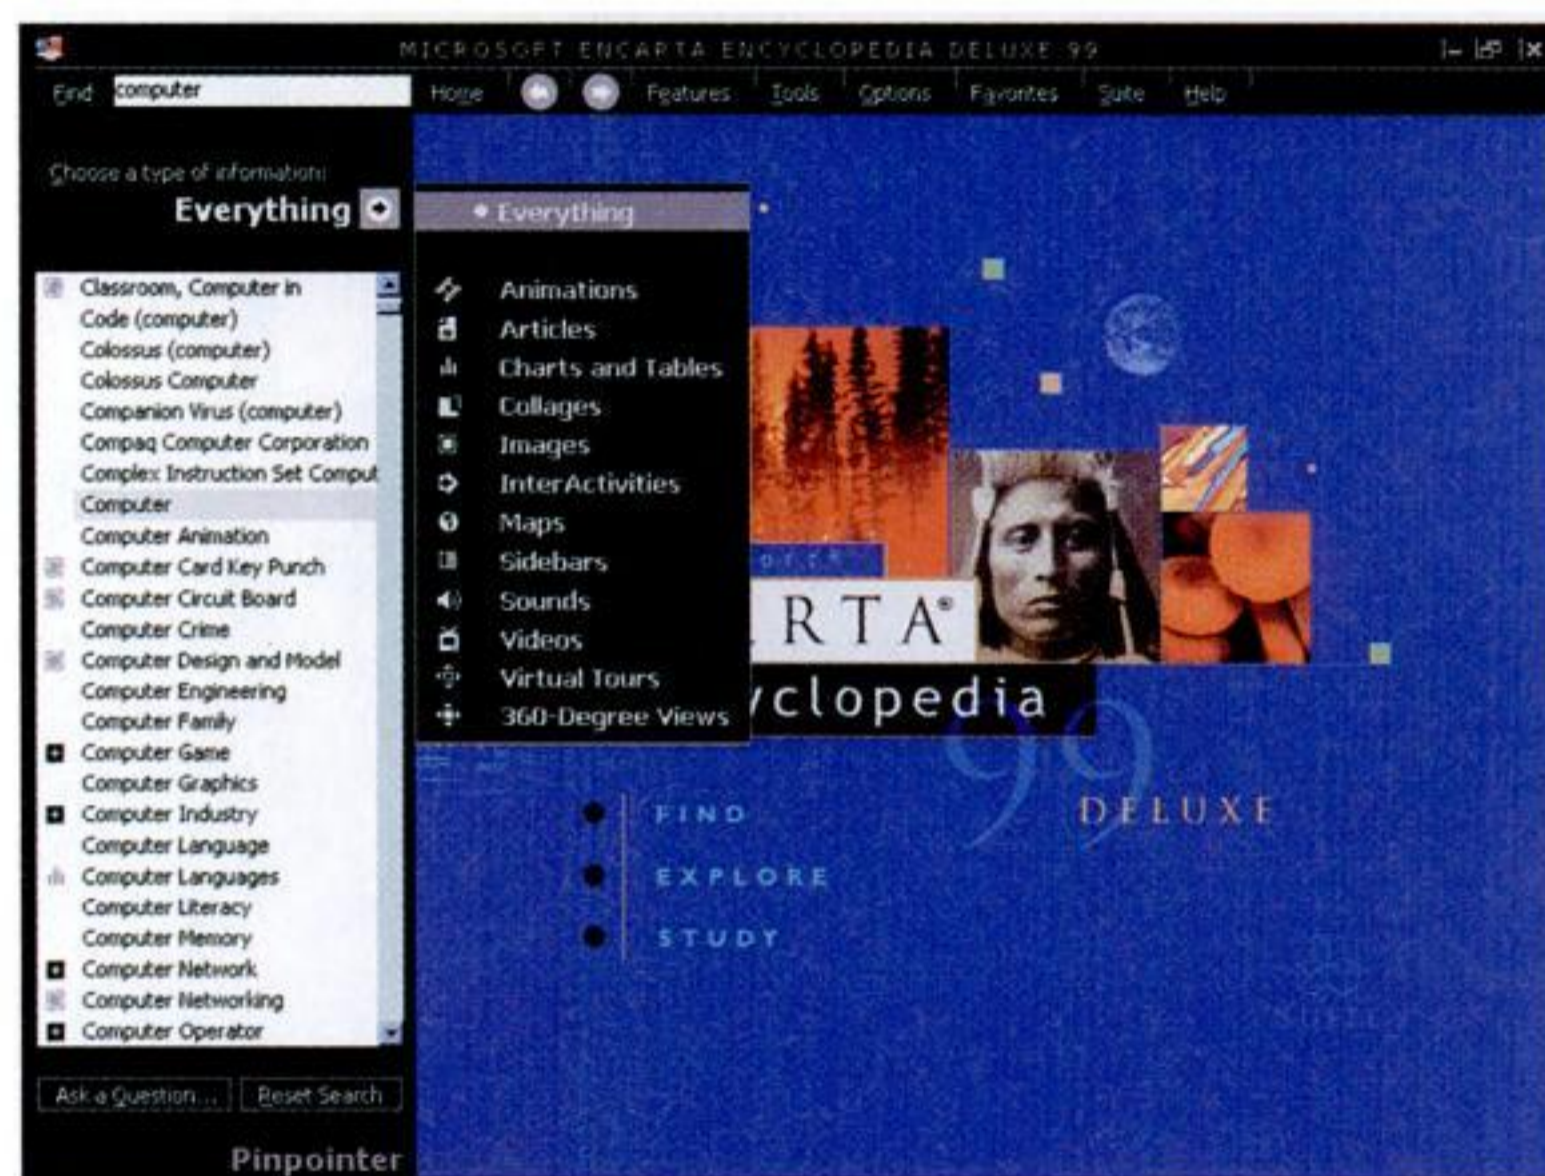 MICROSOFT ENCARTA ENCYCLOPEDIA DELUXE 99
Find computer
Home Features Tools Options Favorites Suite Help
Choose a type of information:
Everything
Classroom, Computer in
Code (computer)
Colossus (computer)
Colossus Computer
Companion Virus (computer)
Compaq Computer Corporation
Complex Instruction Set Comput
Computer
Computer Animation
Computer Card Key Punch
Computer Circuit Board
Computer Crime
Computer Design and Model
Computer Engineering
Computer Family
Computer Game
Computer Graphics
Computer Industry
Computer Language
Computer Languages
Computer Literacy
Computer Memory
Computer Network
Computer Networking
Computer Operator
Ask a Question...
Reset Search
Pinpointer
Everything
Animations
Articles
Charts and Tables
Collages
Images
InterActivities
Maps
Sidebars
Sounds
Videos
Virtual Tours
360-Degree Views
RTA®
yclopedia
99
DELUXE
FIND
EXPLORE
STUDY